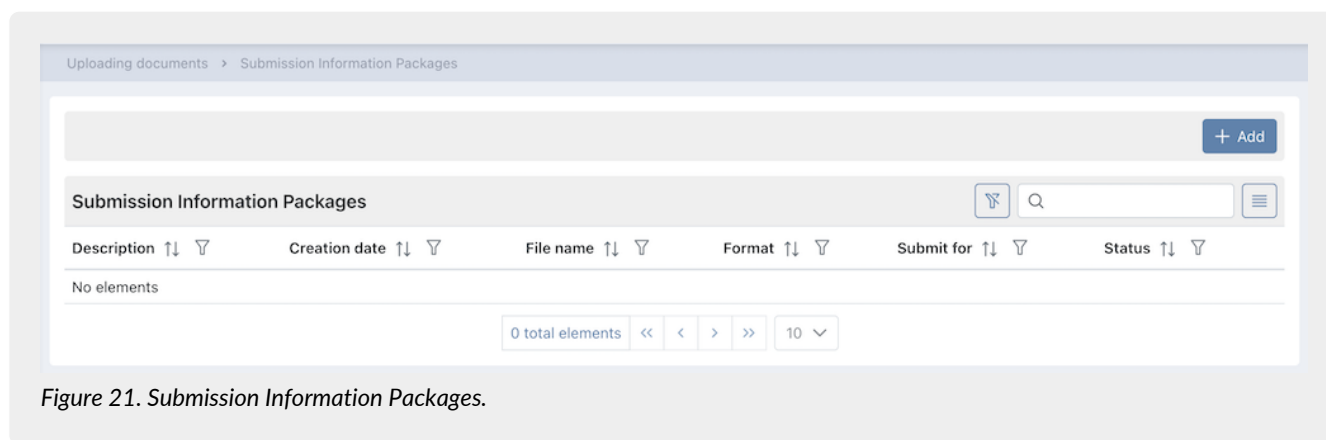 Uploading documents > Submission Information Packages
+ Add
Submission Information Packages
Description Creation date File name Format Submit for Status
No elements
0 total elements << < > >> 10
Figure 21. Submission Information Packages.